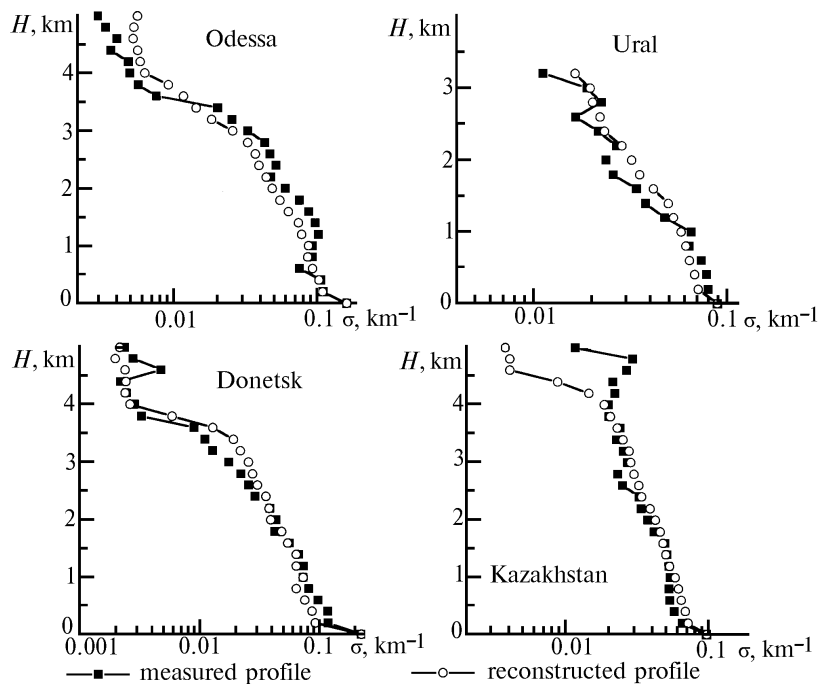 H, km
Odessa
4
3
2
1
0
0.01
0.1
σ, km⁻¹
H, km
Ural
3
2
1
0
0.01
0.1
σ, km⁻¹
H, km
Donetsk
4
3
2
1
0
0.001
0.01
0.1
σ, km⁻¹
H, km
Kazakhstan
4
3
2
1
0
0.01
0.1
σ, km⁻¹
measured profile
reconstructed profile